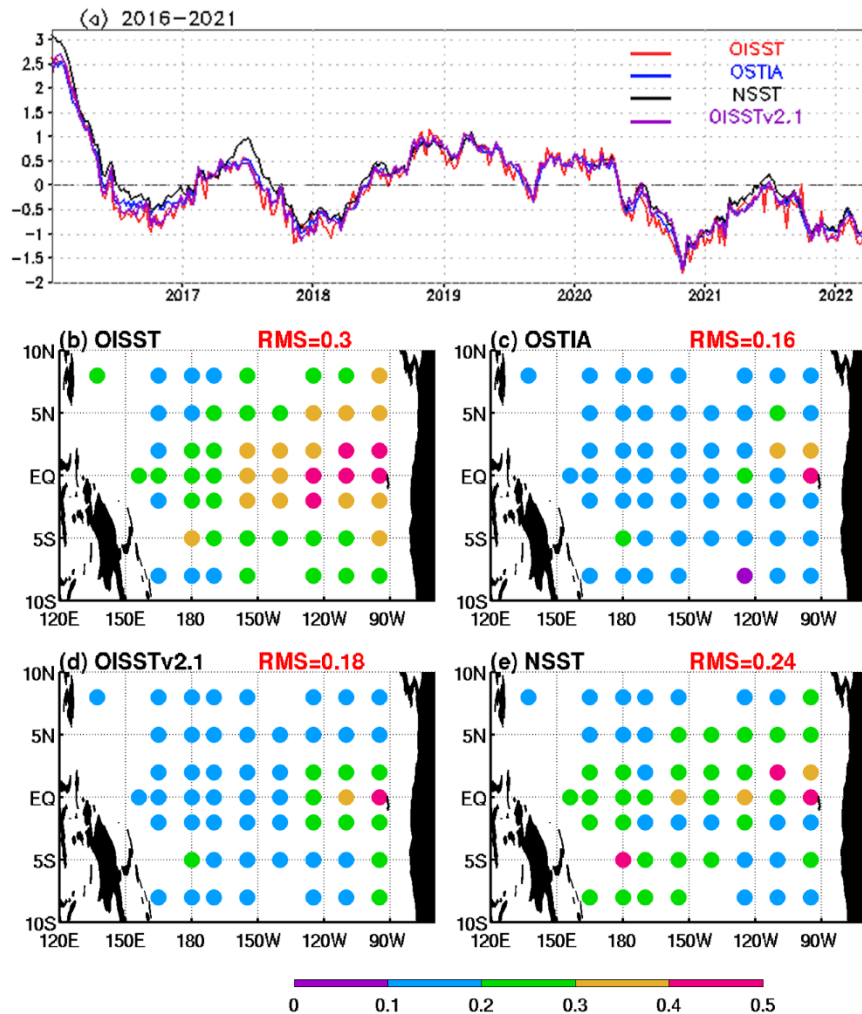 (a) 2016-2021
3
2.5
2
1.5
1
0.5
0
-0.5
-1
-1.5
-2
OISST
OSTIA
NSST
OISSTv2.1
2017 2018 2019 2020 2021 2022
(b) OISST RMS=0.3
10N
5N
EQ
5S
10S
120E 150E 180 150W 120W 90W
(c) OSTIA RMS=0.16
10N
5N
EQ
5S
10S
120E 150E 180 150W 120W 90W
(d) OISSTv2.1 RMS=0.18
10N
5N
EQ
5S
10S
120E 150E 180 150W 120W 90W
(e) NSST RMS=0.24
10N
5N
EQ
5S
10S
120E 150E 180 150W 120W 90W
0 0.1 0.2 0.3 0.4 0.5